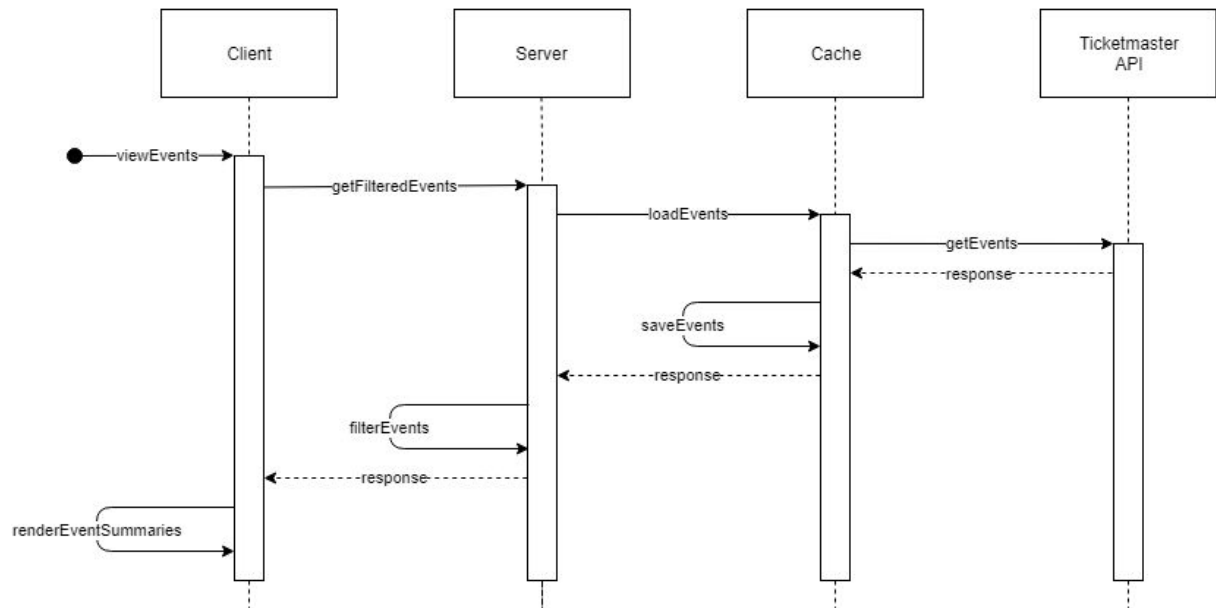 Client
Server
Cache
Ticketmaster
API
viewEvents
getFilteredEvents
loadEvents
getEvents
response
saveEvents
response
filterEvents
response
renderEventSummaries